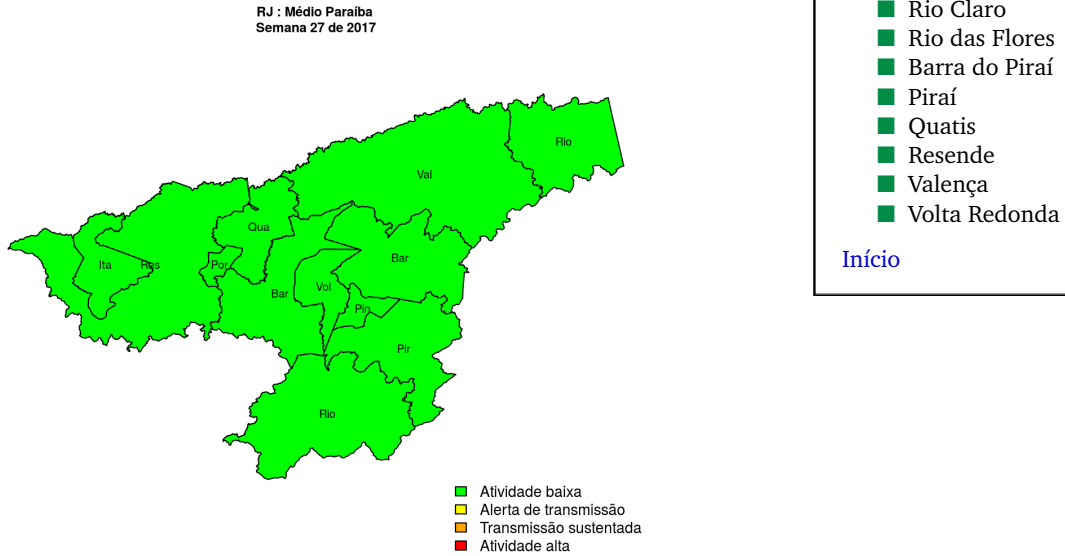 RJ : Médio Paraíba
Semana 27 de 2017
Rio
Val
Qua
Ita
Res
Por
Bar
Bar
Vol
Pin
Pir
Rio
Atividade baixa
Alerta de transmissão
Transmissão sustentada
Atividade alta
Rio Claro
Rio das Flores
Barra do Piraí
Piraí
Quatis
Resende
Valença
Volta Redonda
Início